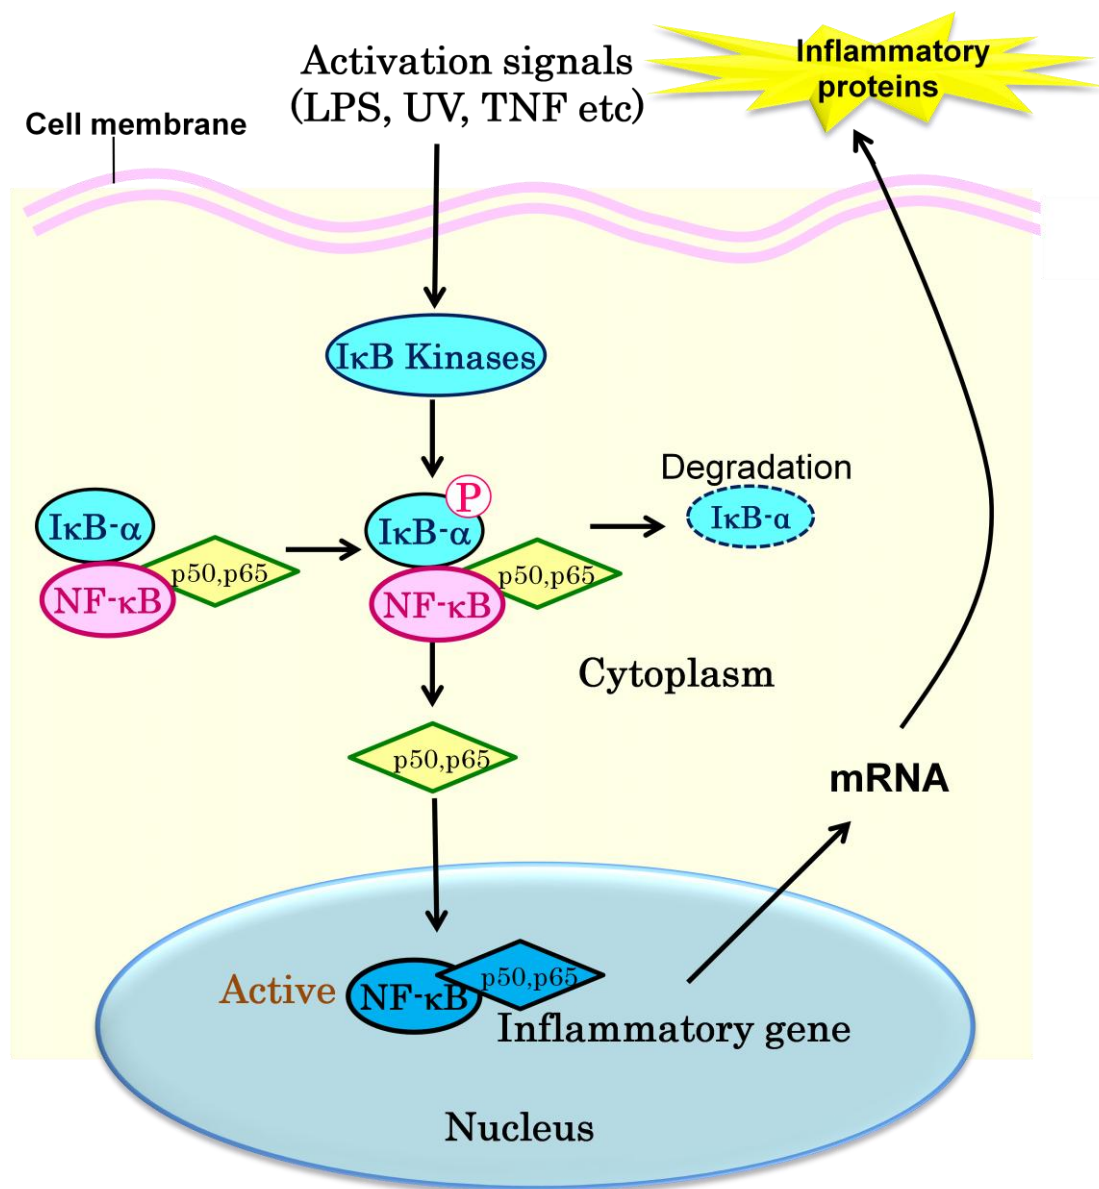 Activation signals
(LPS, UV, TNF etc)
Inflammatory
proteins
Cell membrane
IκB Kinases
P
IκB-α
p50,p65
NF-κB
IκB-α
p50,p65
NF-κB
Degradation
IκB-α
Cytoplasm
p50,p65
mRNA
Active
NF-κB
p50,p65
Inflammatory gene
Nucleus